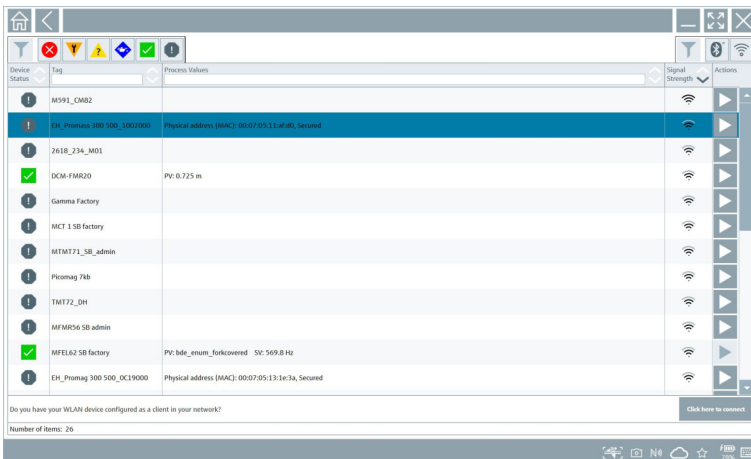 Device Status
Tag
Process Values
Signal Strength
Actions
M591_CM82
EH_Promass 300 500_1002000 Physical address (MAC): 00:07:05:11:af:d0, Secured
2618_234_M01
DCM-FMR20 PV: 0.725 m
Gamma Factory
MCT 1 SB factory
MTMT71_SB_admin
Picomag 7kb
TMT72_DH
MFMR56 SB admin
MFEL62 SB factory PV: bde_enum_forkcovered SV: 569.8 Hz
EH_Promag 300 500_0C19000 Physical address (MAC): 00:07:05:13:1e:3a, Secured
Do you have your WLAN device configured as a client in your network? Click here to connect
Number of items: 26